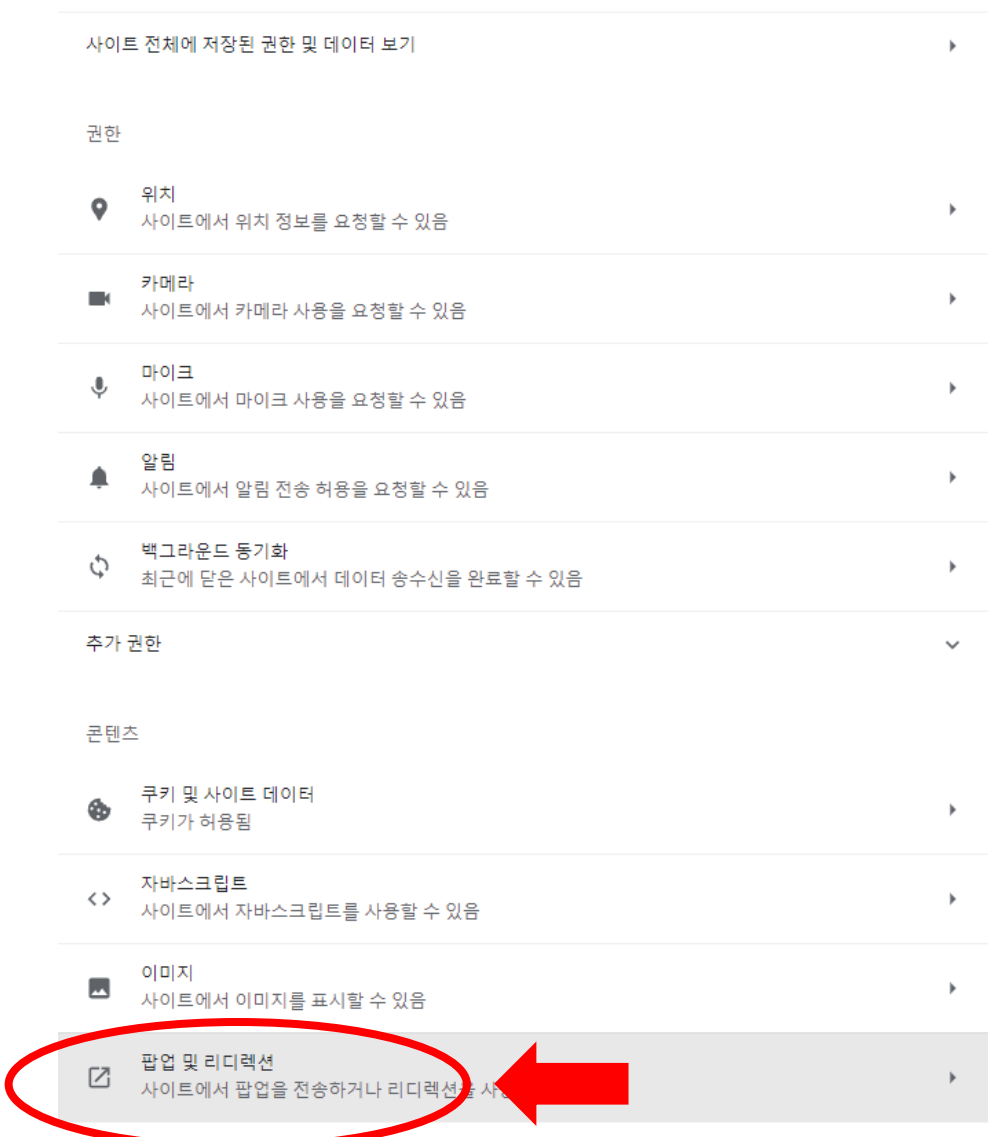 사이트 전체에 저장된 권한 및 데이터 보기
권한
위치
사이트에서 위치 정보를 요청할 수 있음
카메라
사이트에서 카메라 사용을 요청할 수 있음
마이크
사이트에서 마이크 사용을 요청할 수 있음
알림
사이트에서 알림 전송 허용을 요청할 수 있음
백그라운드 동기화
최근에 닫은 사이트에서 데이터 송수신을 완료할 수 있음
추가 권한
콘텐츠
쿠키 및 사이트 데이터
쿠키가 허용됨
자바스크립트
사이트에서 자바스크립트를 사용할 수 있음
이미지
사이트에서 이미지를 표시할 수 있음
팝업 및 리디렉션
사이트에서 팝업을 전송하거나 리디렉션을